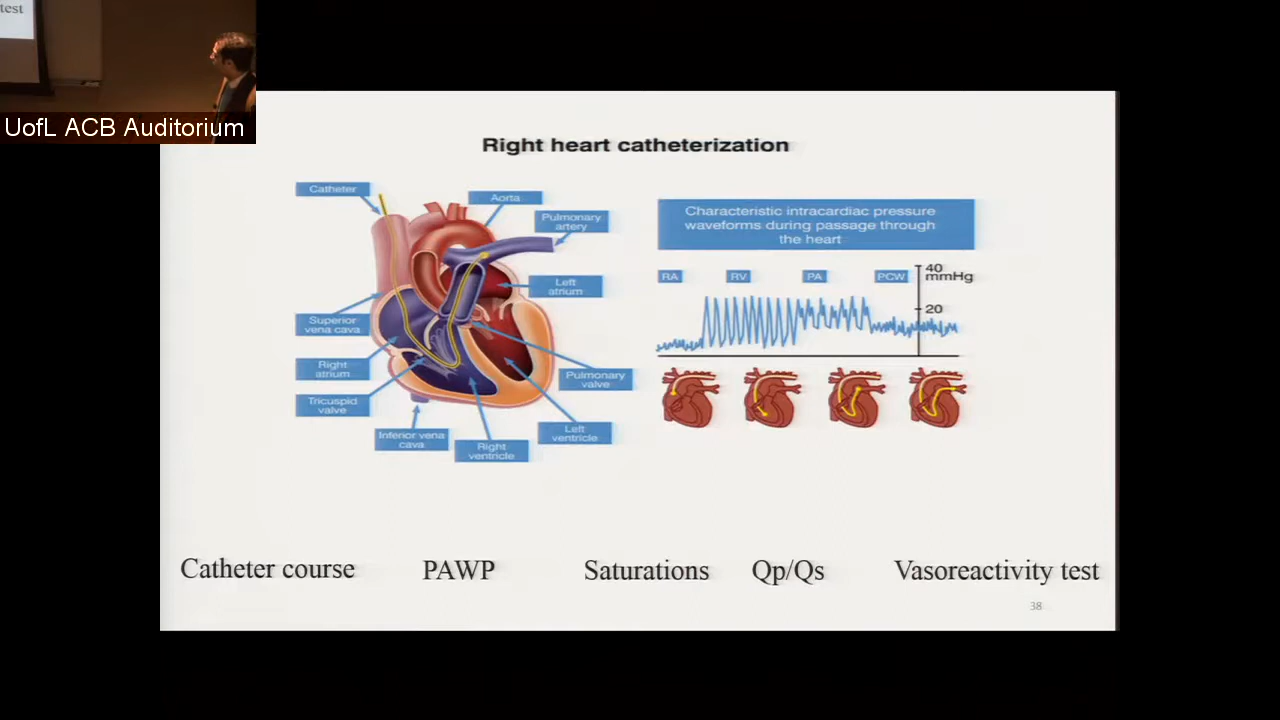 test
UofL ACB Auditorium
Right heart catheterization
Catheter
Aorta
Pulmonary
artery
Left
atrium
Superior
vena cava
Right
atrium
Tricuspid
valve
Inferior vena
cava
Right
ventricle
Left
ventricle
Pulmonary
valve
Characteristic intracardiac pressure
waveforms during passage through
the heart
RA
RV
PA
PCW
40
mmHg
20
Catheter course
PAWP
Saturations
Qp/Qs
Vasoreactivity test
38